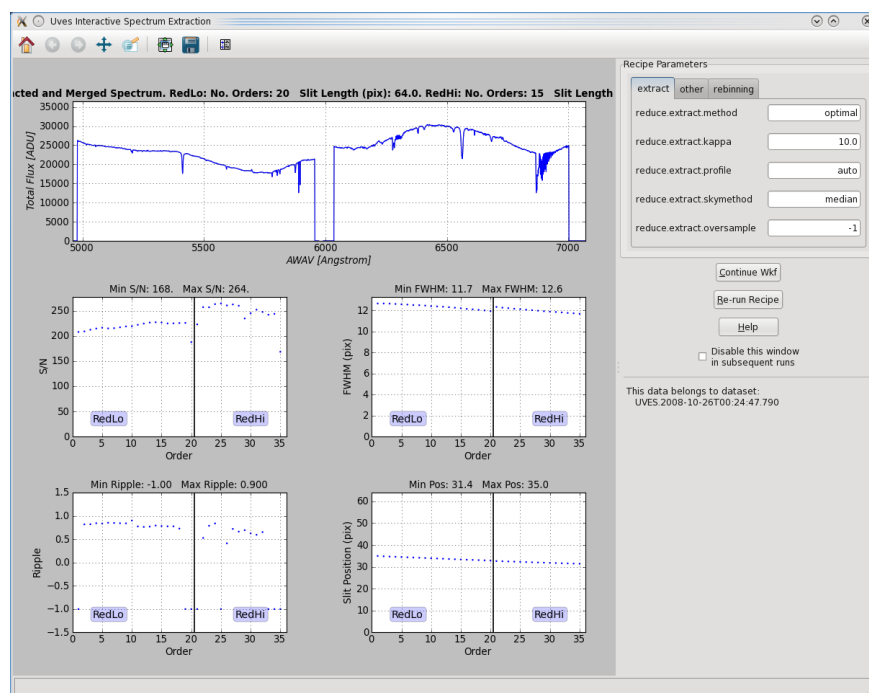 Uves Interactive Spectrum Extraction
acted and Merged Spectrum. RedLo: No. Orders: 20 Slit Length (pix): 64.0. RedHi: No. Orders: 15 Slit Length
35000
30000
25000
20000
15000
10000
5000
0
Total Flux [ADU]
5000 5500 6000 6500 7000
AWAV [Angstrom]
Min S/N: 168. Max S/N: 264.
250
200
150
100
50
0
S/N
RedLo RedHi
0 5 10 15 20 25 30 35
Order
Min FWHM: 11.7 Max FWHM: 12.6
12
10
8
6
4
2
0
FWHM (pix)
RedLo RedHi
0 5 10 15 20 25 30 35
Order
Min Ripple: -1.00 Max Ripple: 0.900
1.5
1.0
0.5
0.0
−0.5
−1.0
−1.5
Ripple
RedLo RedHi
0 5 10 15 20 25 30 35
Order
Min Pos: 31.4 Max Pos: 35.0
60
50
40
30
20
10
0
Slit Position (pix)
RedLo RedHi
0 5 10 15 20 25 30 35
Order
Recipe Parameters
extract other rebinning
reduce.extract.method optimal
reduce.extract.kappa 10.0
reduce.extract.profile auto
reduce.extract.skymethod median
reduce.extract.oversample -1
Continue Wkf
Re-run Recipe
Help
Disable this window
in subsequent runs
This data belongs to dataset:
UVES.2008-10-26T00:24:47.790